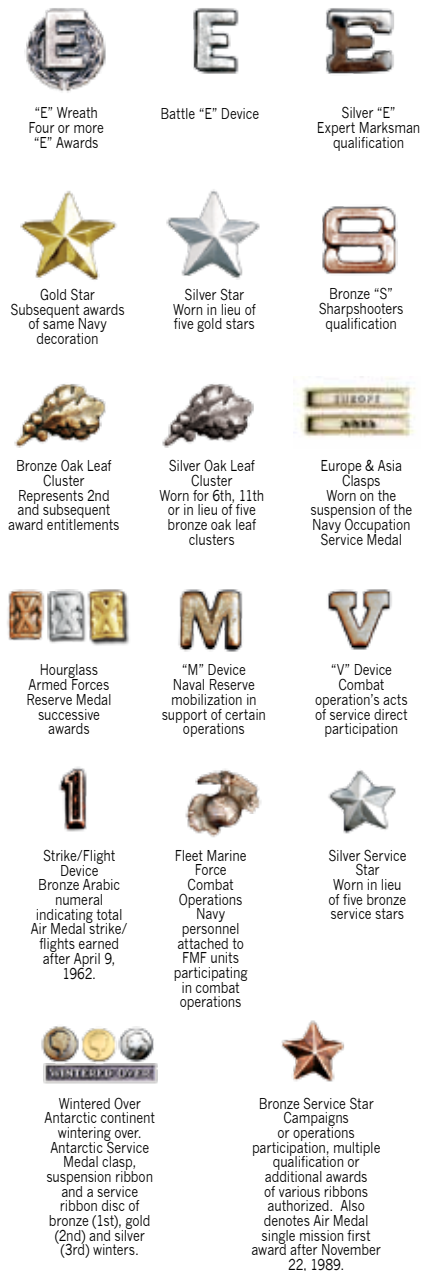 E
E
E
“E” Wreath
Four or more
“E” Awards
Battle “E” Device
Silver “E”
Expert Marksman
qualification
S
Gold Star
Subsequent awards
of same Navy
decoration
Silver Star
Worn in lieu of
five gold stars
Bronze “S”
Sharpshooters
qualification
EUROPE
ASIA
Bronze Oak Leaf
Cluster
Represents 2nd
and subsequent
award entitlements
Silver Oak Leaf
Cluster
Worn for 6th, 11th
or in lieu of five
bronze oak leaf
clusters
Europe & Asia
Clasps
Worn on the
suspension of the
Navy Occupation
Service Medal
M
V
Hourglass
Armed Forces
Reserve Medal
successive
awards
“M” Device
Naval Reserve
mobilization in
support of certain
operations
“V” Device
Combat
operation’s acts
of service direct
participation
1
Strike/Flight
Device
Bronze Arabic
numeral
indicating total
Air Medal strike/
flights earned
after April 9,
1962.
Fleet Marine
Force
Combat
Operations
Navy
personnel
attached to
FMF units
participating
in combat
operations
Silver Service
Star
Worn in lieu
of five bronze
service stars
WINTERED OVER
Wintered Over
Antarctic continent
wintering over.
Antarctic Service
Medal clasp,
suspension ribbon
and a service
ribbon disc of
bronze (1st), gold
(2nd) and silver
(3rd) winters.
Bronze Service Star
Campaigns
or operations
participation, multiple
qualification or
additional awards
of various ribbons
authorized.  Also
denotes Air Medal
single mission first
award after November
22, 1989.